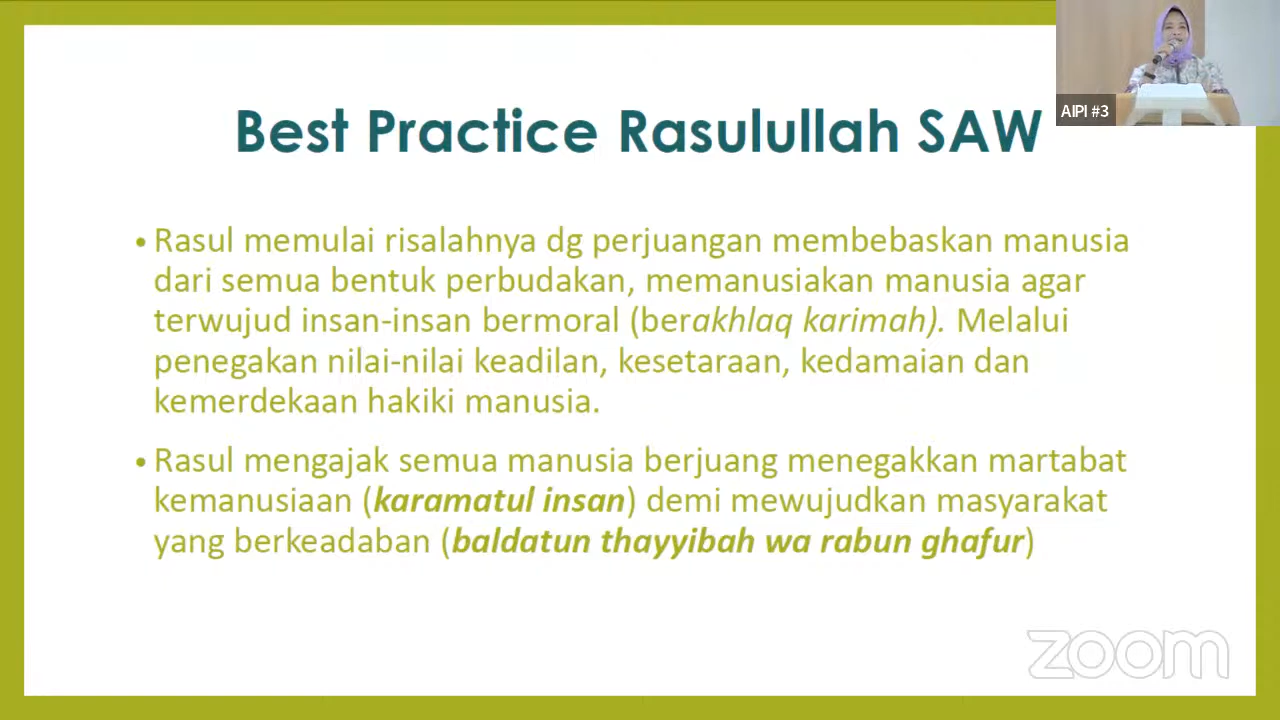 AIPI #3
Best Practice Rasulullah SAW
• Rasul memulai risalahnya dg perjuangan membebaskan manusia
dari semua bentuk perbudakan, memanusiakan manusia agar
terwujud insan-insan bermoral (berakhlaq karimah). Melalui
penegakan nilai-nilai keadilan, kesetaraan, kedamaian dan
kemerdekaan hakiki manusia.
• Rasul mengajak semua manusia berjuang menegakkan martabat
kemanusiaan (karamatul insan) demi mewujudkan masyarakat
yang berkeadaban (baldatun thayyibah wa rabun ghafur)
zoom